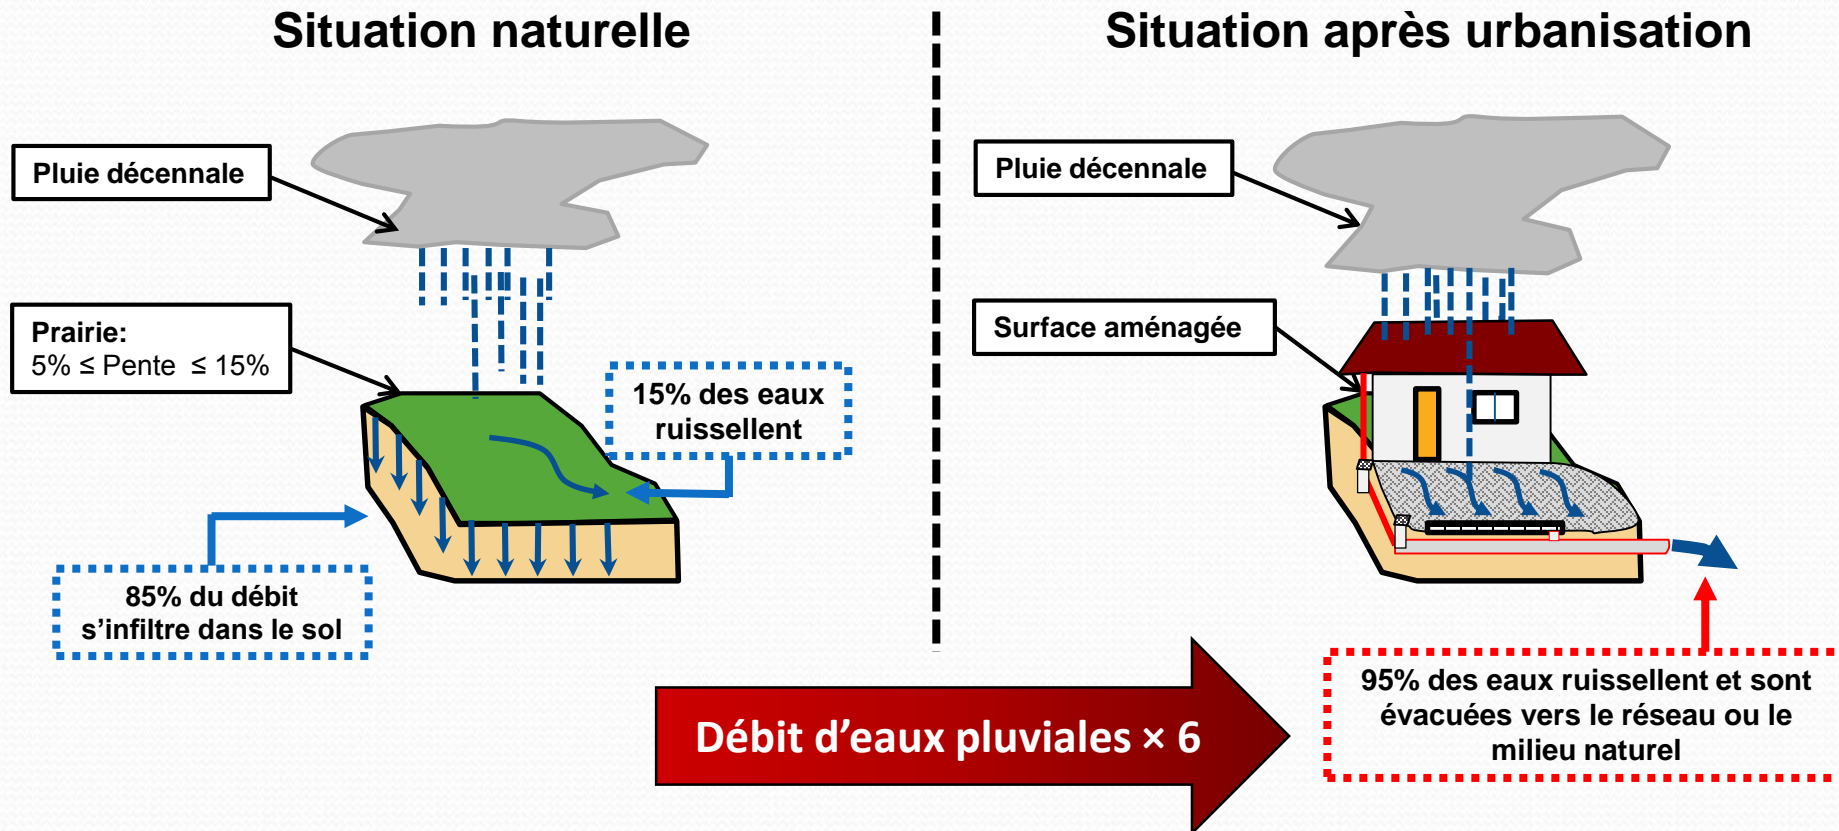 Situation naturelle
Pluie décennale
Prairie:
5% ≤ Pente ≤ 15%
15% des eaux
ruissellent
85% du débit
s’infiltre dans le sol
Situation après urbanisation
Pluie décennale
Surface aménagée
95% des eaux ruissellent et sont
évacuées vers le réseau ou le
milieu naturel
Débit d’eaux pluviales × 6